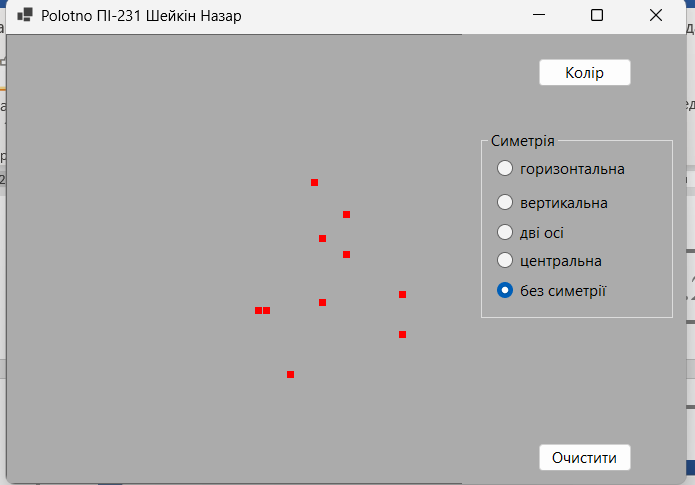 Polotno ПІ-231 Шейкін Назар
Колір
Симетрія
горизонтальна
вертикальна
дві осі
центральна
без симетрії
Очистити